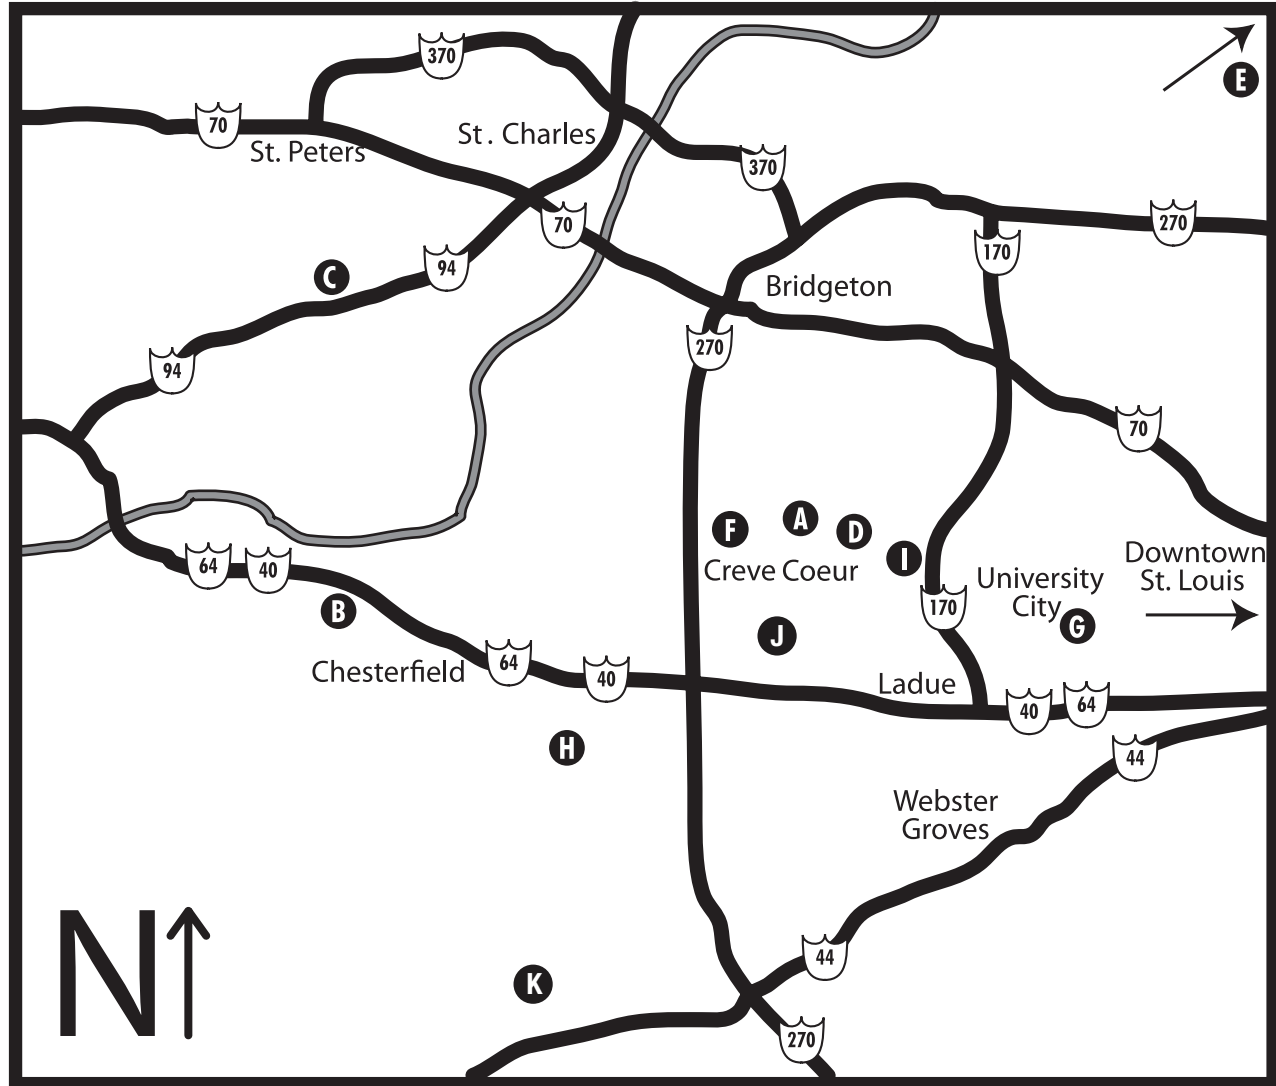 370
E
70
St. Charles
St. Peters
370
70
270
170
94
C
Bridgeton
270
94
70
F
A
D
I
Downtown
St. Louis
Creve Coeur
University
City
64
40
B
170
G
J
Chesterfield
64
40
Ladue
40
64
H
44
Webster
Groves
N
44
K
270